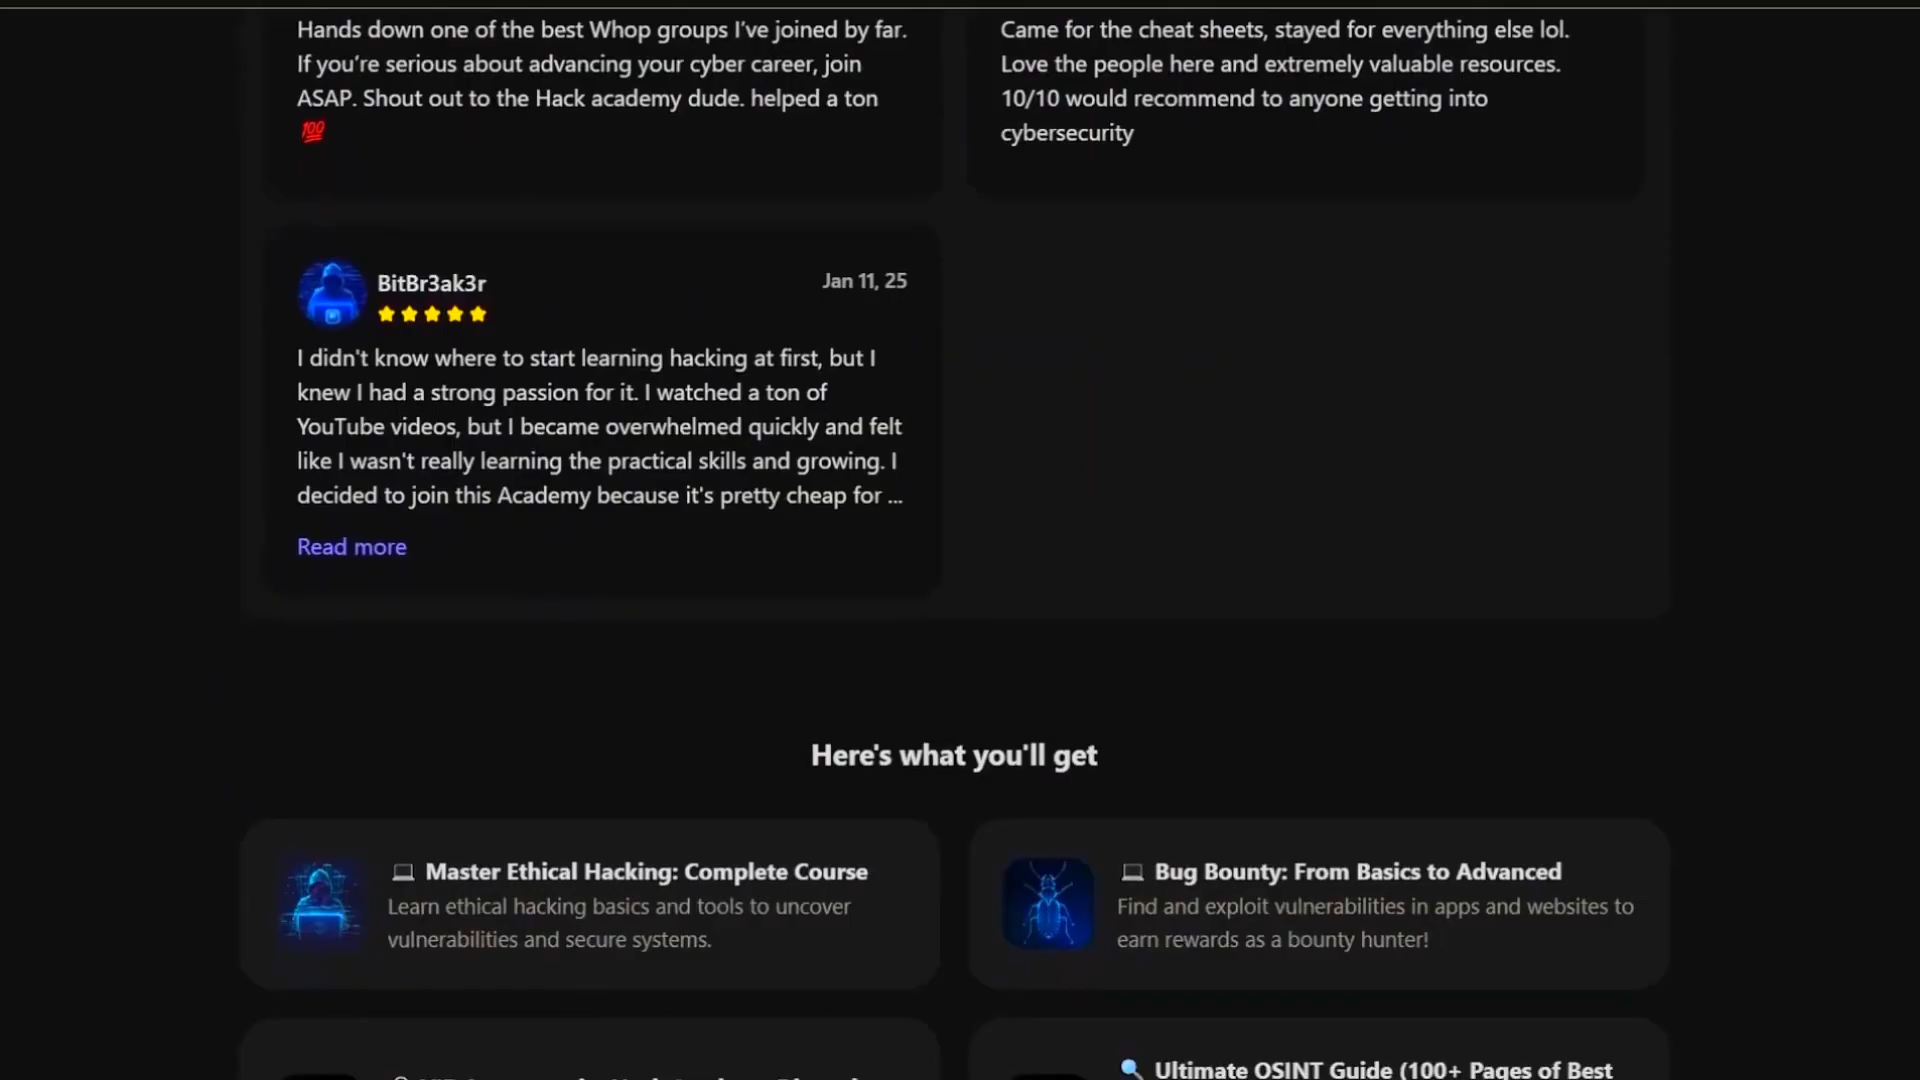 Hands down one of the best Whop groups I’ve joined by far.
If you’re serious about advancing your cyber career, join
ASAP. Shout out to the Hack academy dude. helped a ton
💯
Came for the cheat sheets, stayed for everything else lol.
Love the people here and extremely valuable resources.
10/10 would recommend to anyone getting into
cybersecurity
BitBr3ak3r
Jan 11, 25
I didn't know where to start learning hacking at first, but I
knew I had a strong passion for it. I watched a ton of
YouTube videos, but I became overwhelmed quickly and felt
like I wasn't really learning the practical skills and growing. I
decided to join this Academy because it's pretty cheap for ...
Read more
Here's what you'll get
💻 Master Ethical Hacking: Complete Course
Learn ethical hacking basics and tools to uncover
vulnerabilities and secure systems.
💻 Bug Bounty: From Basics to Advanced
Find and exploit vulnerabilities in apps and websites to
earn rewards as a bounty hunter!
🔍 Ultimate OSINT Guide (100+ Pages of Best